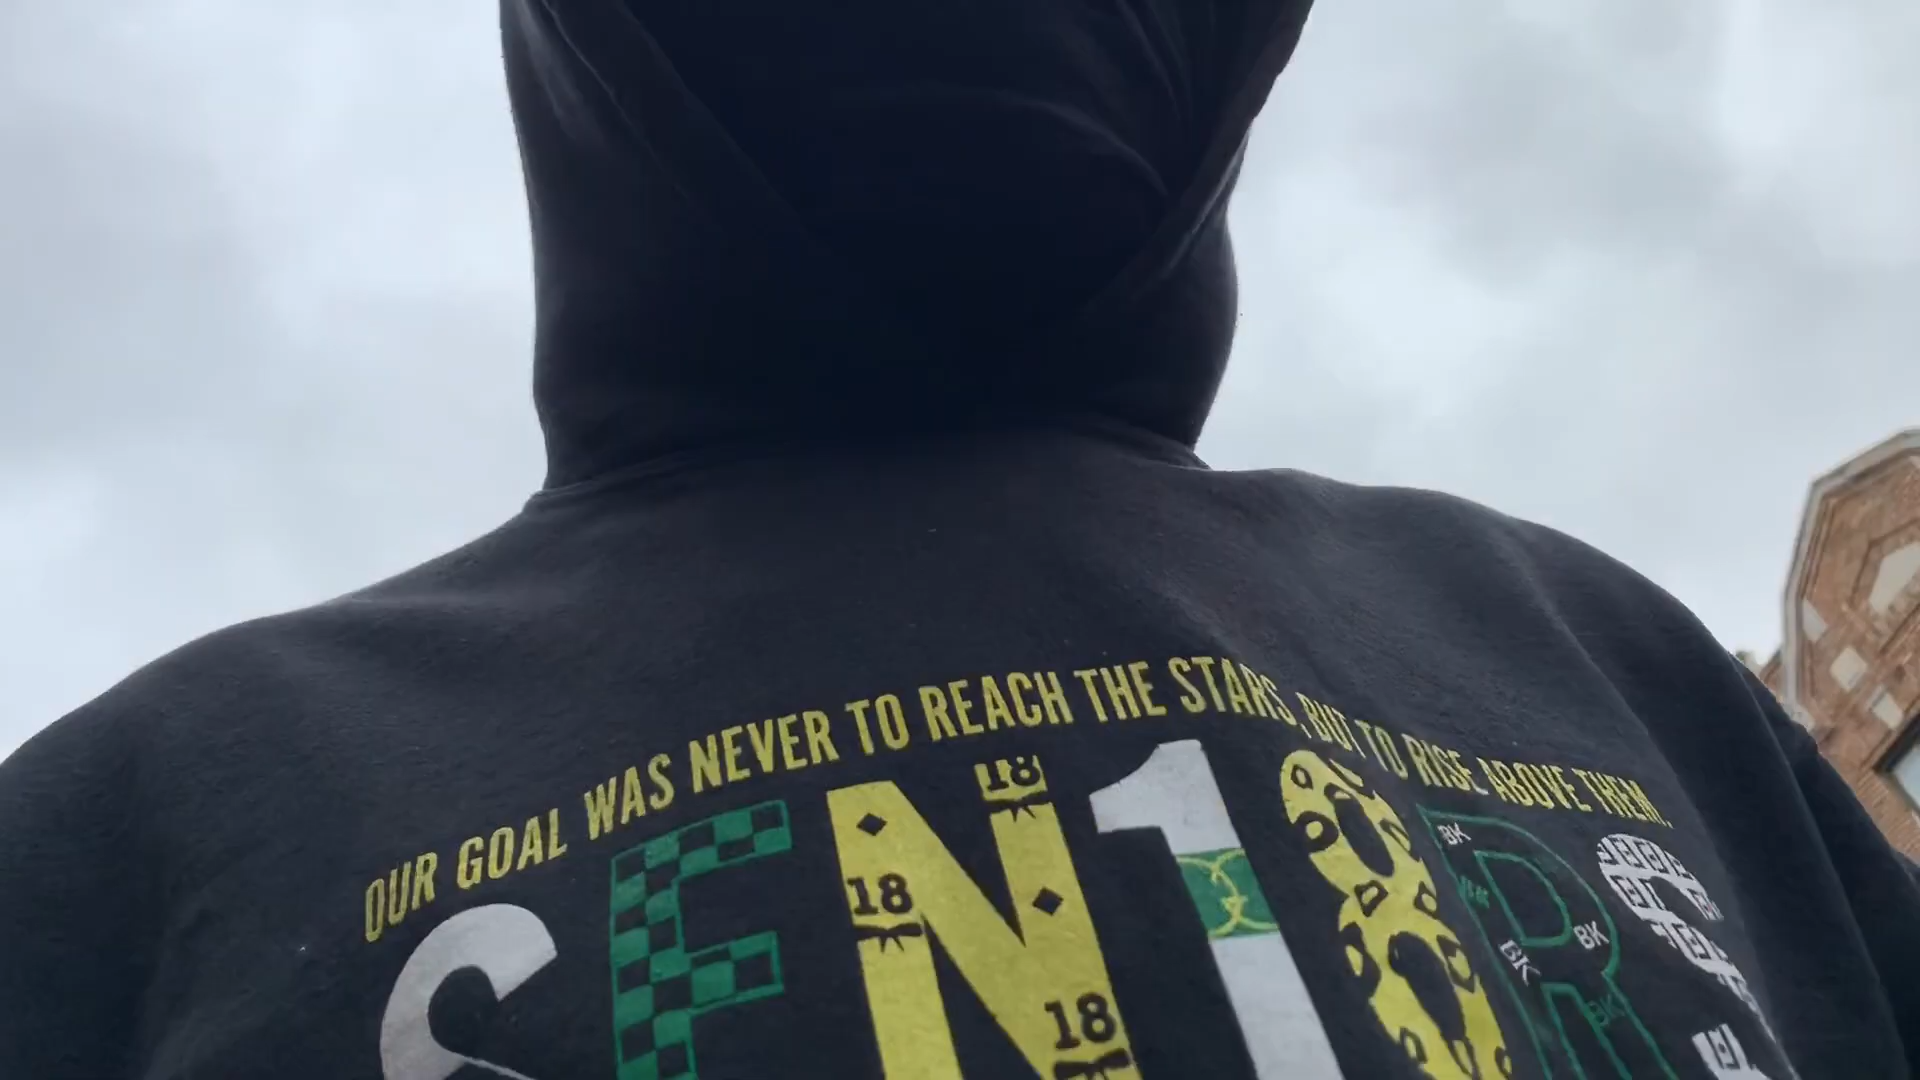 OUR GOAL WAS NEVER TO REACH THE STARS, BUT TO RISE ABOVE THEM.
SEN18RS
18
18
18
BK
BK
BK
BK